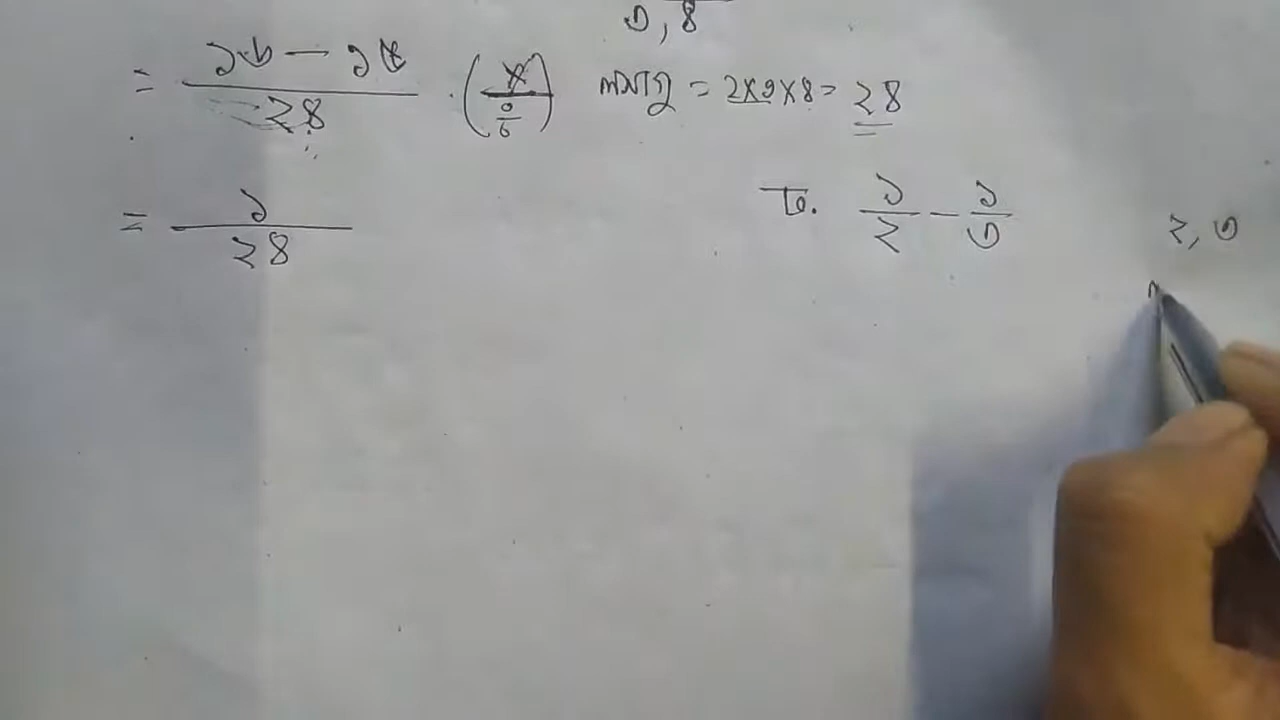 ৩, ৪
= ১৬ – ১৫ / ২৪ লসাগু = ২×৩×৪= ২৪
= ১ / ২৪
১ / ২ – ১ / ৩
২, ৩